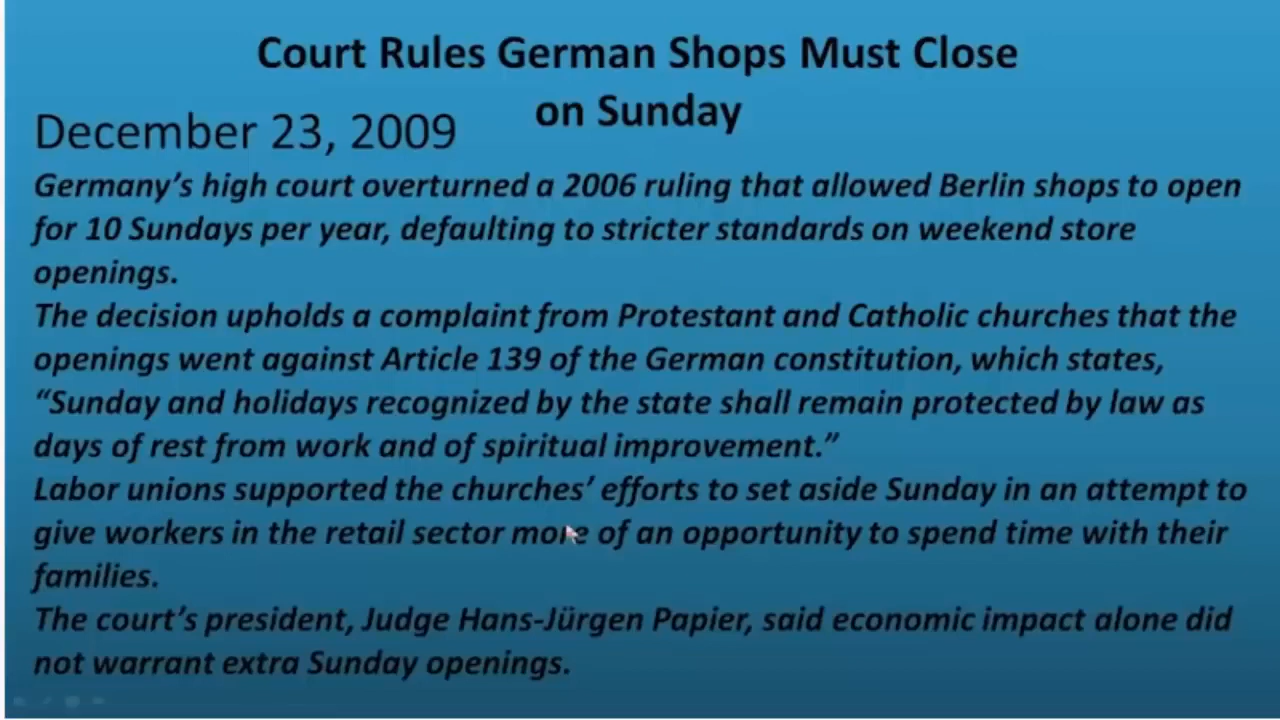 Court Rules German Shops Must Close
on Sunday
December 23, 2009
Germany’s high court overturned a 2006 ruling that allowed Berlin shops to open
for 10 Sundays per year, defaulting to stricter standards on weekend store
openings.
The decision upholds a complaint from Protestant and Catholic churches that the
openings went against Article 139 of the German constitution, which states,
“Sunday and holidays recognized by the state shall remain protected by law as
days of rest from work and of spiritual improvement.”
Labor unions supported the churches’ efforts to set aside Sunday in an attempt to
give workers in the retail sector more of an opportunity to spend time with their
families.
The court’s president, Judge Hans-Jürgen Papier, said economic impact alone did
not warrant extra Sunday openings.